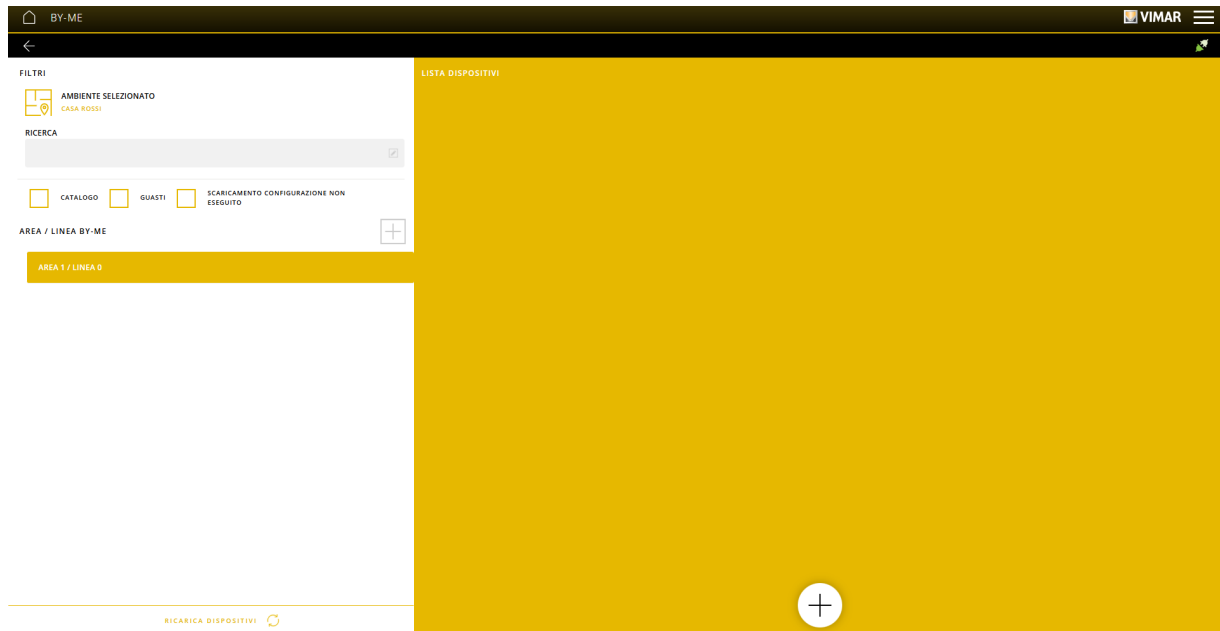 BY-ME
VIMAR
FILTRI
LISTA DISPOSITIVI
AMBIENTE SELEZIONATO
CASA ROSSI
RICERCA
CATALOGO
GUASTI
SCARICAMENTO CONFIGURAZIONE NON
ESEGUITO
AREA / LINEA BY-ME
AREA 1 / LINEA 0
RICARICA DISPOSITIVI